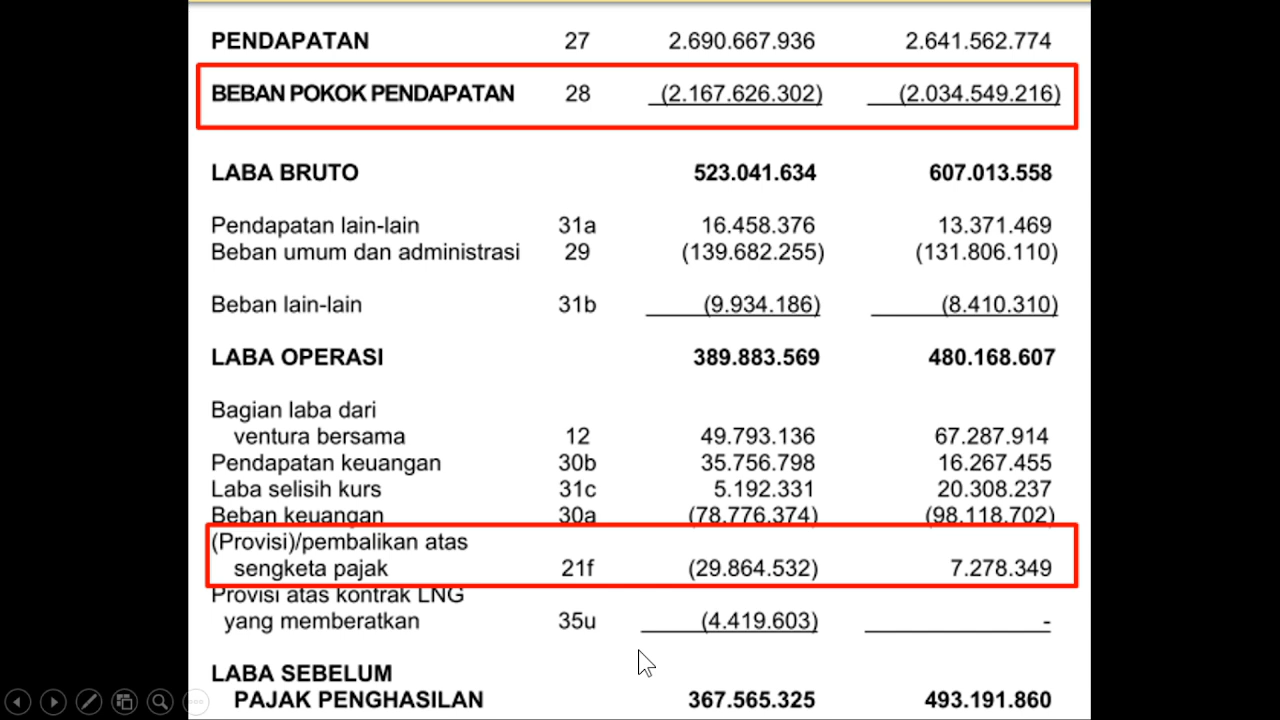 PENDAPATAN 27 2.690.667.936 2.641.562.774
BEBAN POKOK PENDAPATAN 28 (2.167.626.302) (2.034.549.216)
LABA BRUTO 523.041.634 607.013.558
Pendapatan lain-lain 31a 16.458.376 13.371.469
Beban umum dan administrasi 29 (139.682.255) (131.806.110)
Beban lain-lain 31b (9.934.186) (8.410.310)
LABA OPERASI 389.883.569 480.168.607
Bagian laba dari
ventura bersama 12 49.793.136 67.287.914
Pendapatan keuangan 30b 35.756.798 16.267.455
Laba selisih kurs 31c 5.192.331 20.308.237
Beban keuangan 30a (78.776.374) (98.118.702)
(Provisi)/pembalikan atas
sengketa pajak 21f (29.864.532) 7.278.349
Provisi atas kontrak LNG
yang memberatkan 35u (4.419.603) -
LABA SEBELUM
PAJAK PENGHASILAN 367.565.325 493.191.860